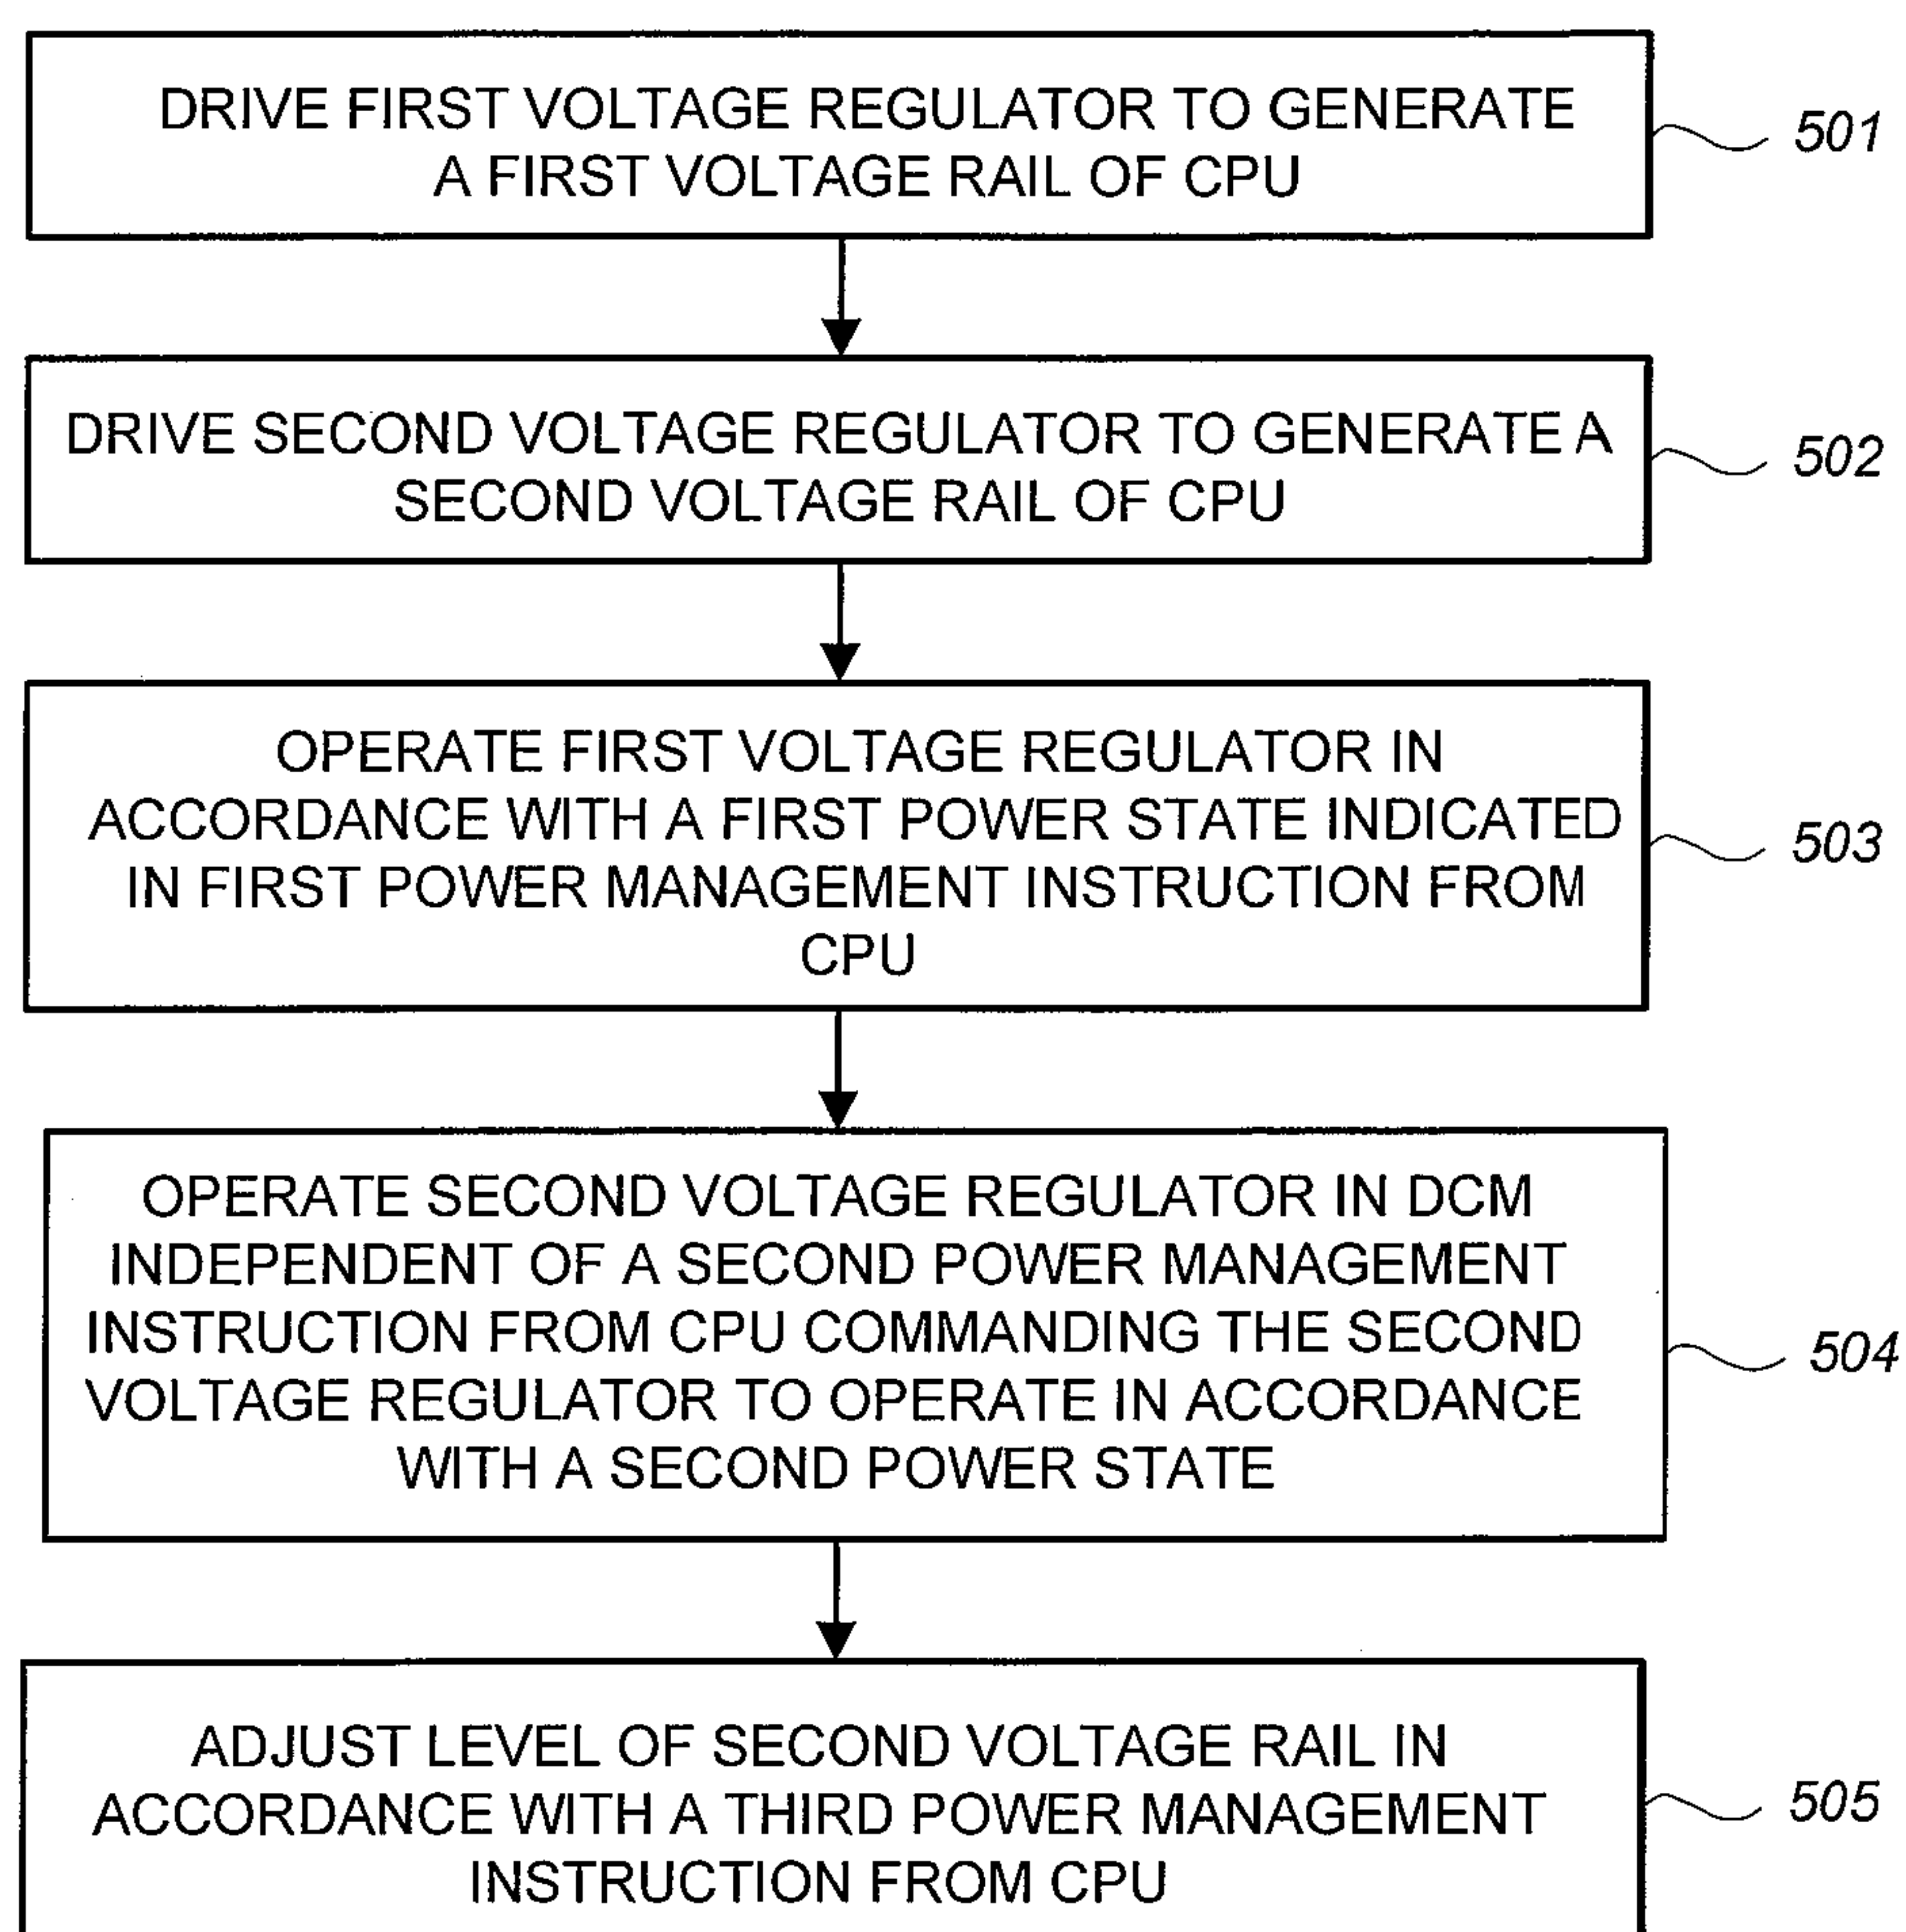 DRIVE FIRST VOLTAGE REGULATOR TO GENERATE
A FIRST VOLTAGE RAIL OF CPU
501
DRIVE SECOND VOLTAGE REGULATOR TO GENERATE A
SECOND VOLTAGE RAIL OF CPU
502
OPERATE FIRST VOLTAGE REGULATOR IN
ACCORDANCE WITH A FIRST POWER STATE INDICATED
IN FIRST POWER MANAGEMENT INSTRUCTION FROM
CPU
503
OPERATE SECOND VOLTAGE REGULATOR IN DCM
INDEPENDENT OF A SECOND POWER MANAGEMENT
INSTRUCTION FROM CPU COMMANDING THE SECOND
VOLTAGE REGULATOR TO OPERATE IN ACCORDANCE
WITH A SECOND POWER STATE
504
ADJUST LEVEL OF SECOND VOLTAGE RAIL IN
ACCORDANCE WITH A THIRD POWER MANAGEMENT
INSTRUCTION FROM CPU
505